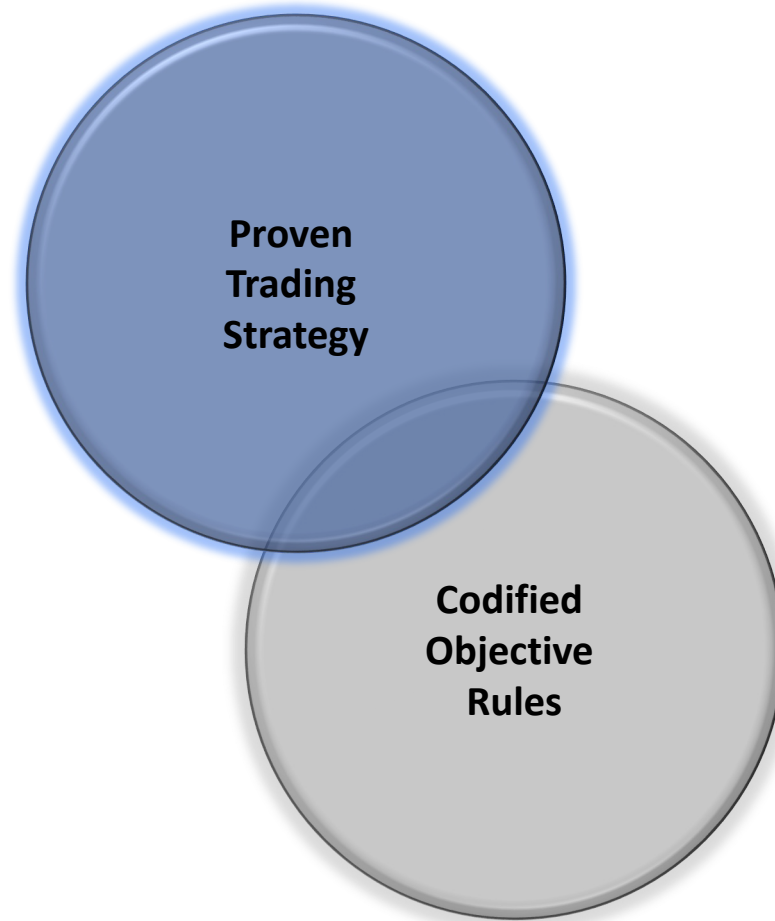 Proven
Trading
Strategy
Codified
Objective
Rules